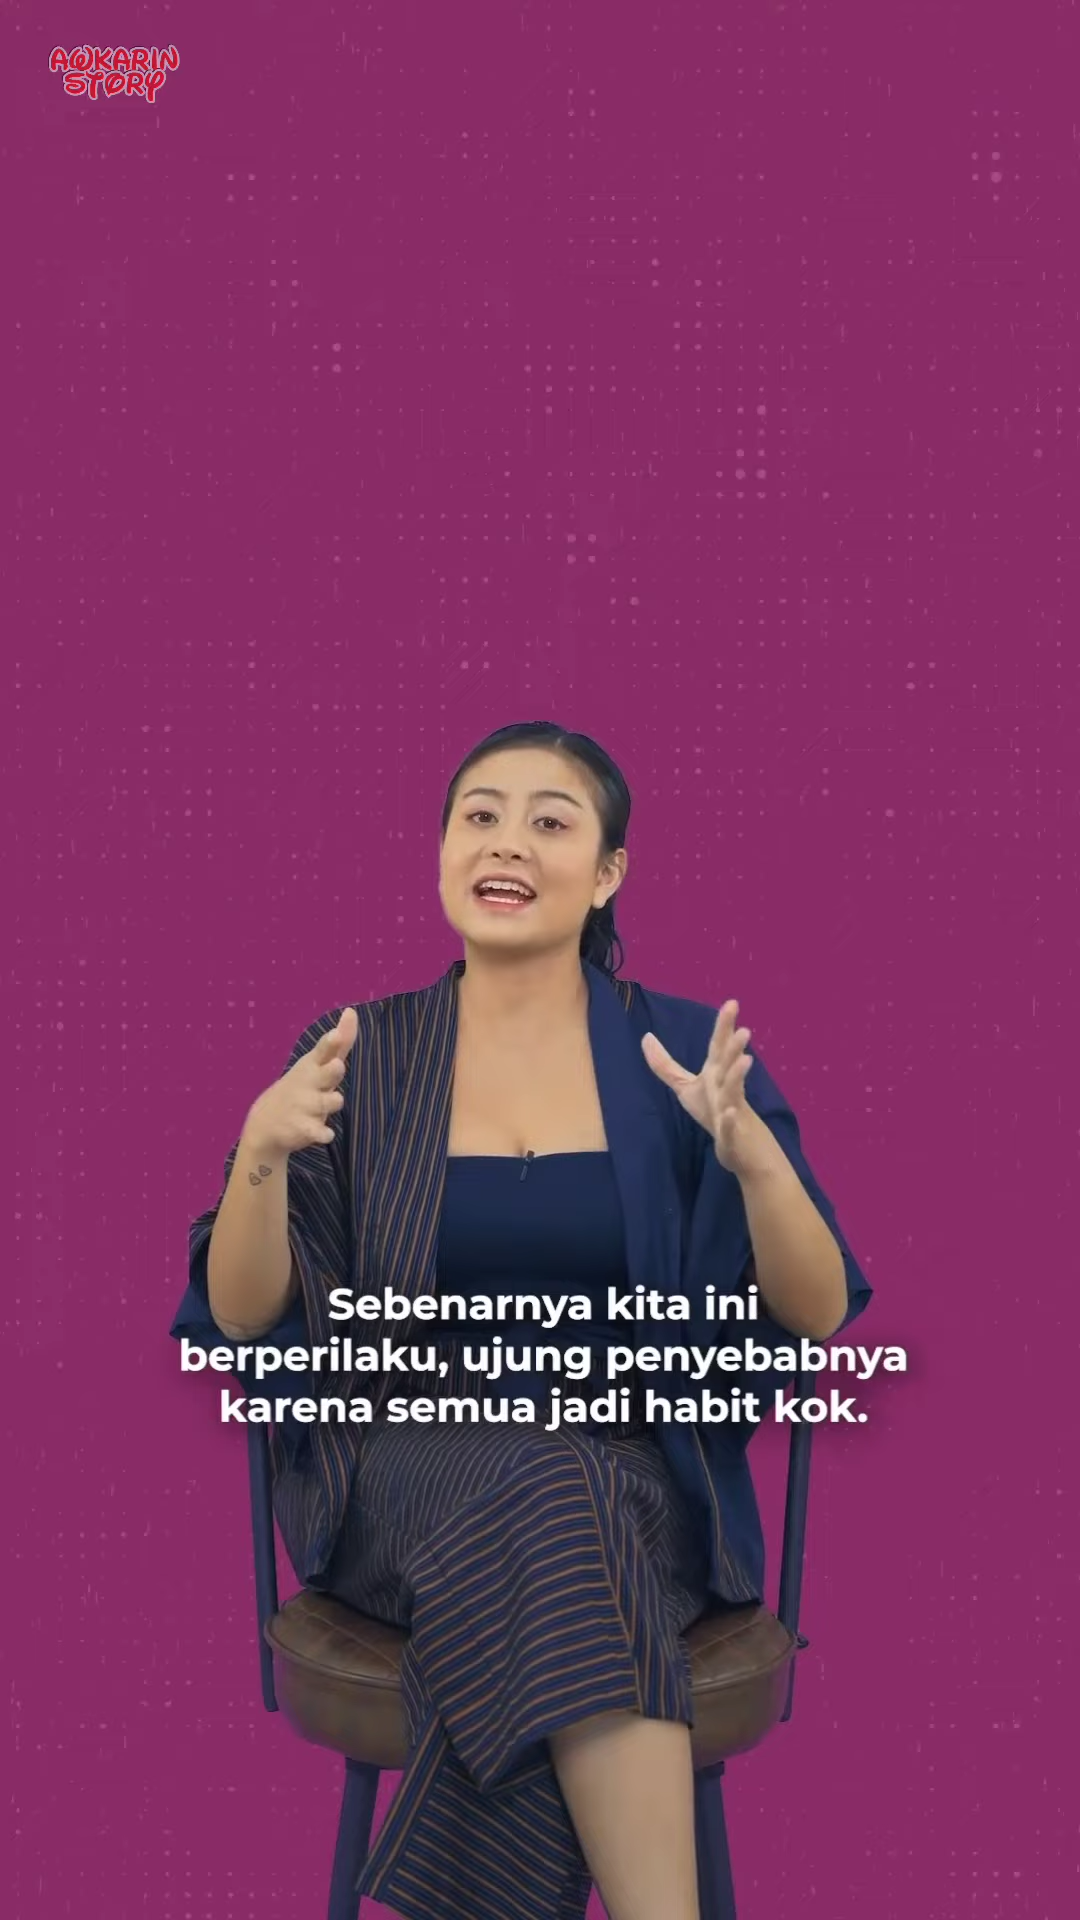 AWKARIN
STORY
Sebenarnya kita ini
berperilaku, ujung penyebabnya
karena semua jadi habit kok.